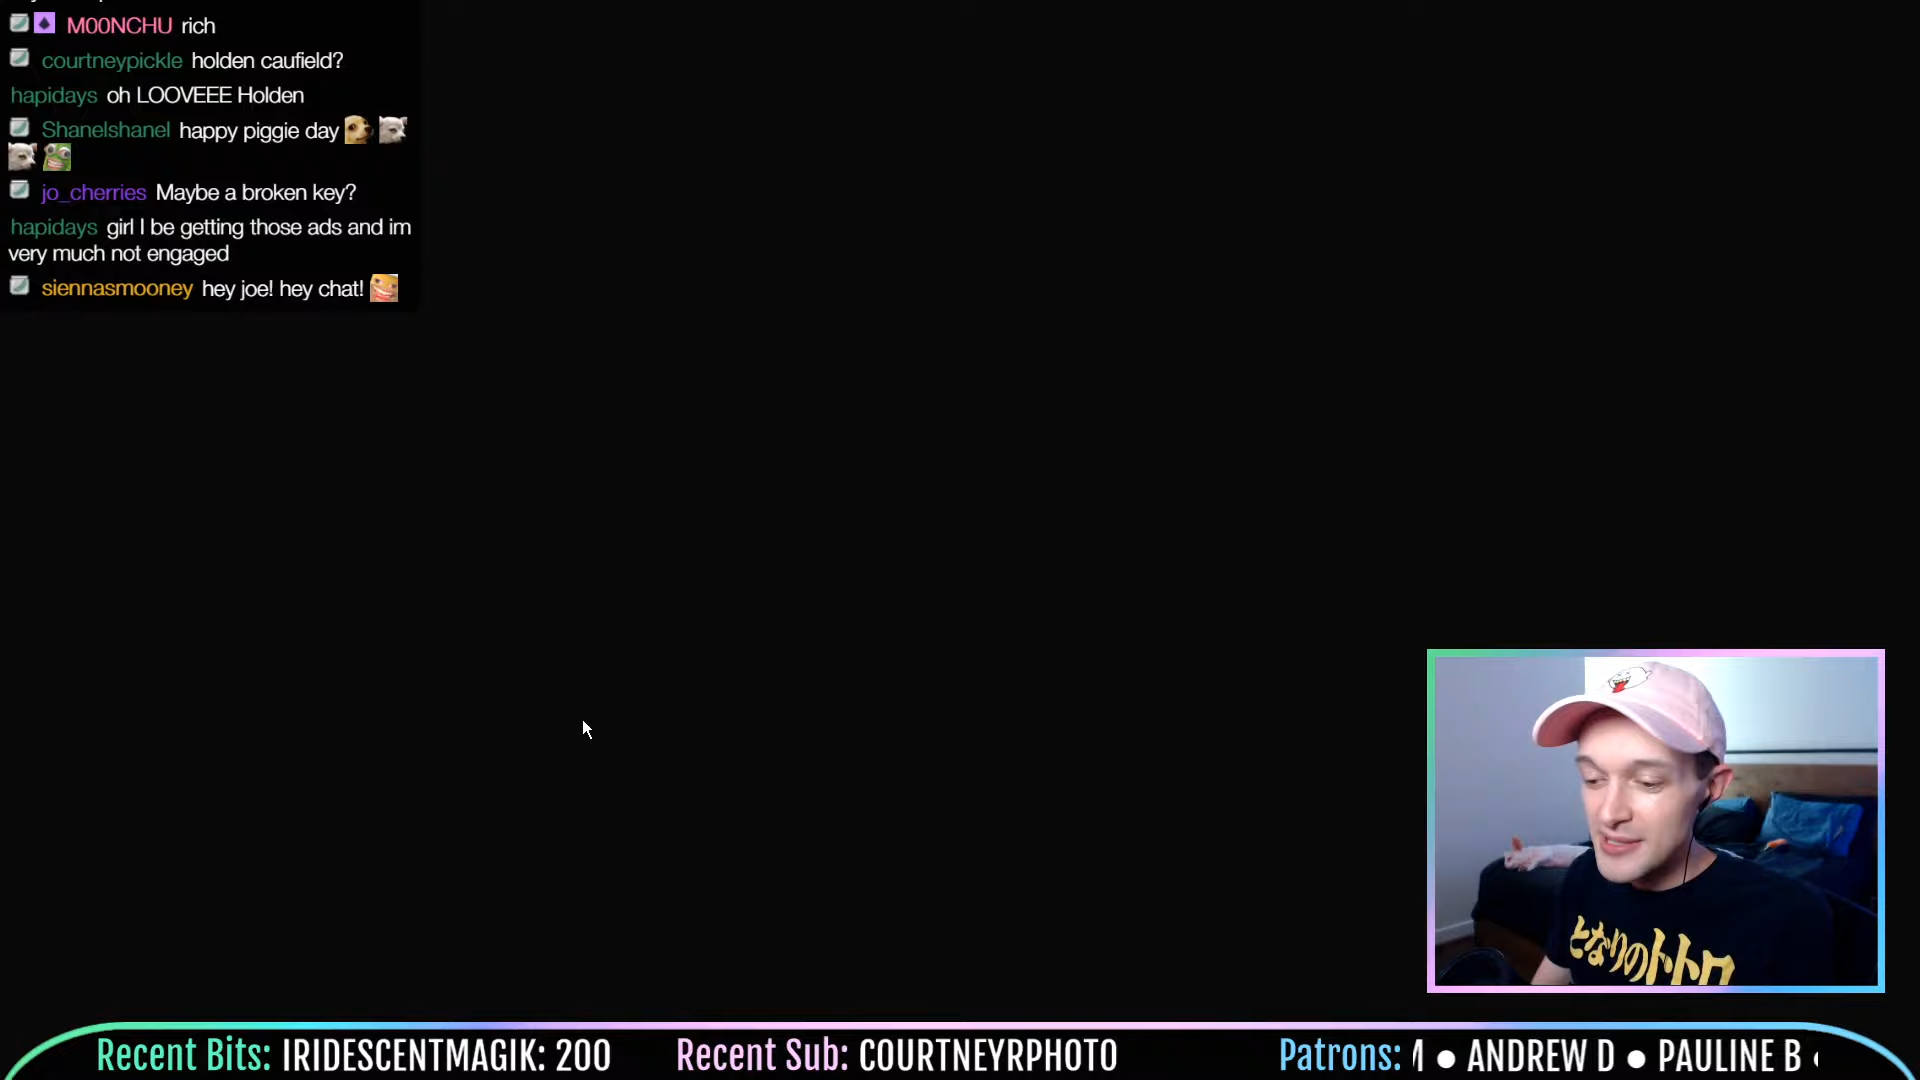 M00NCHU rich
courtneypickle holden caufield?
hapidays oh LOOVEEE Holden
Shanelshanel happy piggie day
jo_cherries Maybe a broken key?
hapidays girl I be getting those ads and im
very much not engaged
siennasmooney hey joe! hey chat!
となりのトトロ
Recent Bits: IRIDESCENTMAGIK: 200
Recent Sub: COURTNEYRPHOTO
Patrons: ● ANDREW D ● PAULINE B